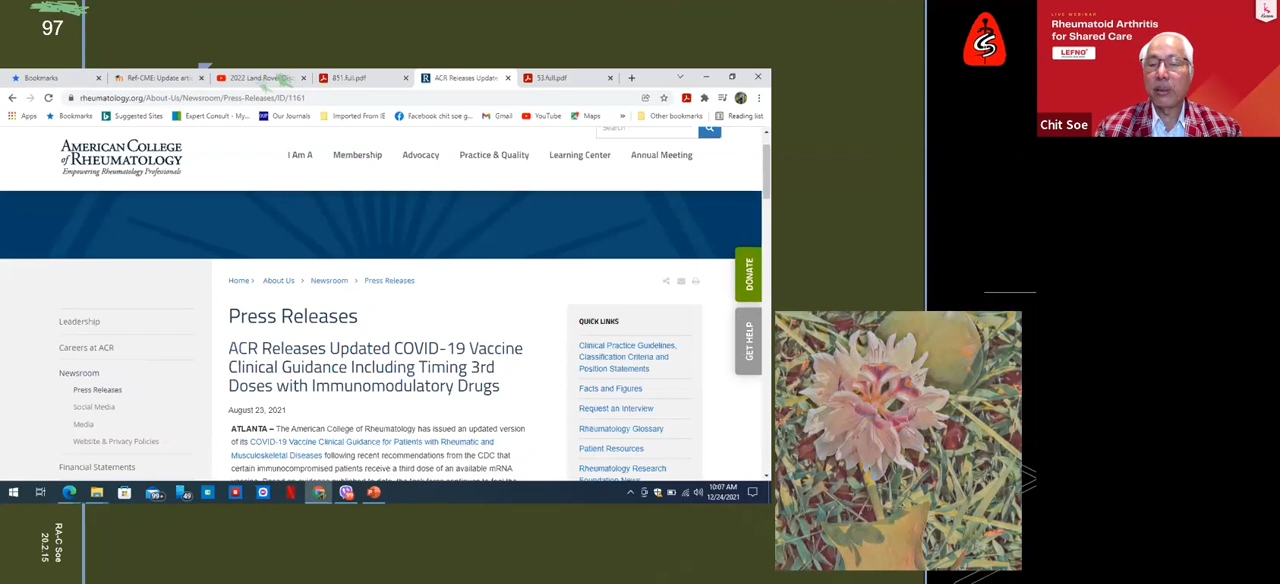 97
Bookmarks
Ref-CME: Update arti
2022 Land Rover Disc
851.full.pdf
ACR Releases Update
53.full.pdf
rheumatology.org/About-Us/Newsroom/Press-Releases/ID/1161
Apps
Bookmarks
Suggested Sites
Expert Consult - My...
Our Journals
Imported From IE
Facebook chit soe g...
Gmail
YouTube
Maps
»
Other bookmarks
Reading list
AMERICAN COLLEGE
of RHEUMATOLOGY
Empowering Rheumatology Professionals
Search
I Am A
Membership
Advocacy
Practice & Quality
Learning Center
Annual Meeting
Home >
About Us >
Newsroom >
Press Releases
DONATE
GET HELP
Leadership
Careers at ACR
Newsroom
Press Releases
Social Media
Media
Website & Privacy Policies
Financial Statements
Press Releases
ACR Releases Updated COVID-19 Vaccine
Clinical Guidance Including Timing 3rd
Doses with Immunomodulatory Drugs
August 23, 2021
ATLANTA – The American College of Rheumatology has issued an updated version
of its COVID-19 Vaccine Clinical Guidance for Patients with Rheumatic and
Musculoskeletal Diseases following recent recommendations from the CDC that
certain immunocompromised patients receive a third dose of an available mRNA
QUICK LINKS
Clinical Practice Guidelines,
Classification Criteria and
Position Statements
Facts and Figures
Request an Interview
Rheumatology Glossary
Patient Resources
Rheumatology Research
Foundation News
99+
49
10:07 AM
12/24/2021
RA-C Soe
20.2.15
LIVE WEBINAR
Rheumatoid Arthritis
for Shared Care
LEFNO
Chit Soe